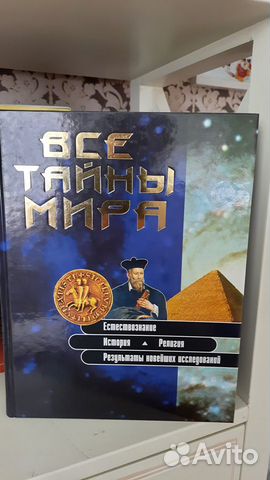 ВСЕ
ТАЙНЫ
МИРА
Естествознание
История ▲ Религия
Результаты новейших исследований
Avito